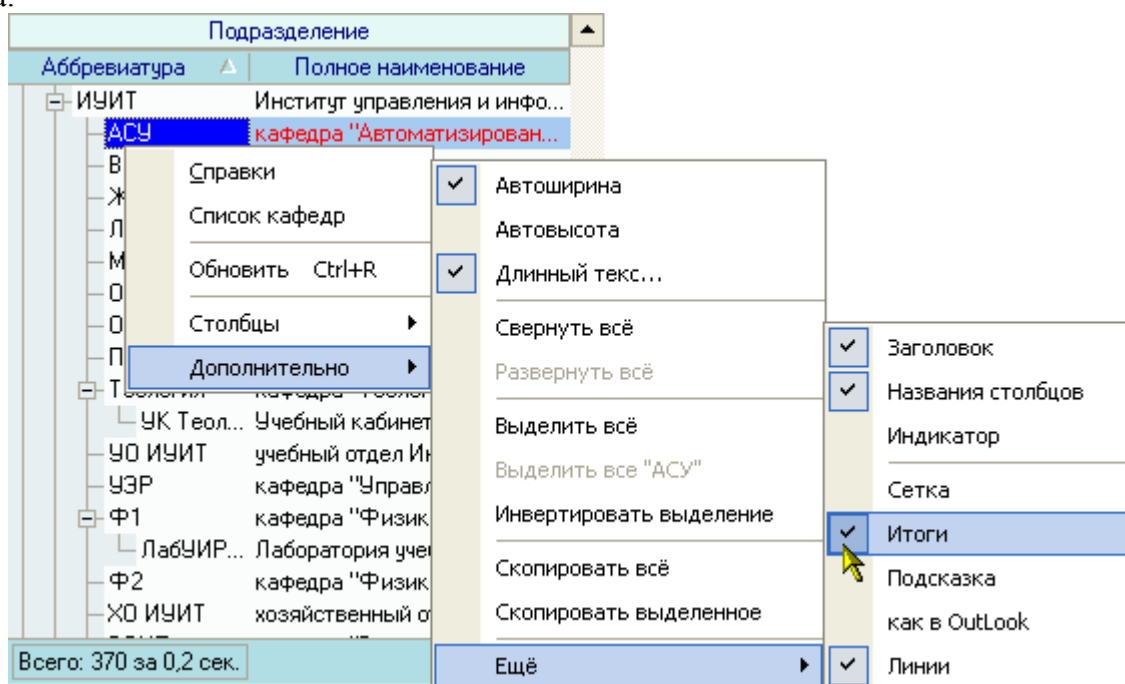 Подразделение
Аббревиатура Полное наименование
ИУИТ Институт управления и инфо...
АСУ кафедра "Автоматизирован...
В
Ж
Л
М
О
О
П
Теология кафедра "Теология
УК Теол... Учебный кабинет
УО ИУИТ учебный отдел Ин
УЗР кафедра "Управл
Ф1 кафедра "Физик
ЛабУИР... Лаборатория учеб
Ф2 кафедра "Физик
ХО ИУИТ хозяйственный о
Всего: 370 за 0,2 сек.
Справки
Список кафедр
Обновить Ctrl+R
Столбцы
Дополнительно
Автоширина
Автовысота
Длинный текс...
Свернуть всё
Развернуть всё
Выделить всё
Выделить все "АСУ"
Инвертировать выделение
Скопировать всё
Скопировать выделенное
Ещё
Заголовок
Названия столбцов
Индикатор
Сетка
Итоги
Подсказка
как в OutLook
Линии